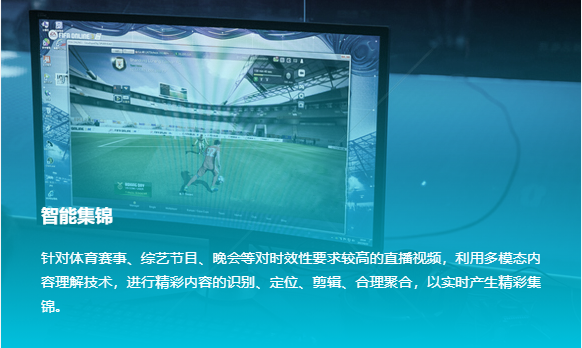 FIFA ONLINE
智能集锦
针对体育赛事、综艺节目、晚会等对时效性要求较高的直播视频，利用多模态内
容理解技术，进行精彩内容的识别、定位、剪辑、合理聚合，以实时产生精彩集
锦。